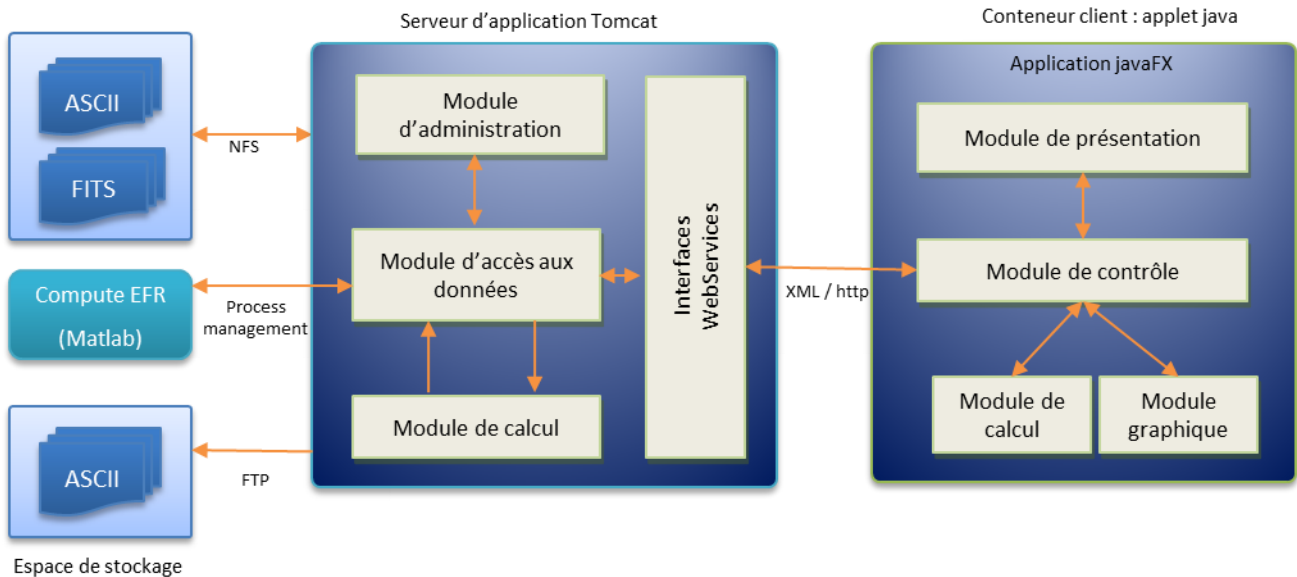 Serveur d'application Tomcat
Conteneur client : applet java
ASCII
FITS
NFS
Compute EFR
(Matlab)
Process
management
ASCII
FTP
Espace de stockage
Module
d'administration
Module d'accès aux
données
Module de calcul
Interfaces
WebServices
XML / http
Application javaFX
Module de présentation
Module de contrôle
Module de
calcul
Module
graphique